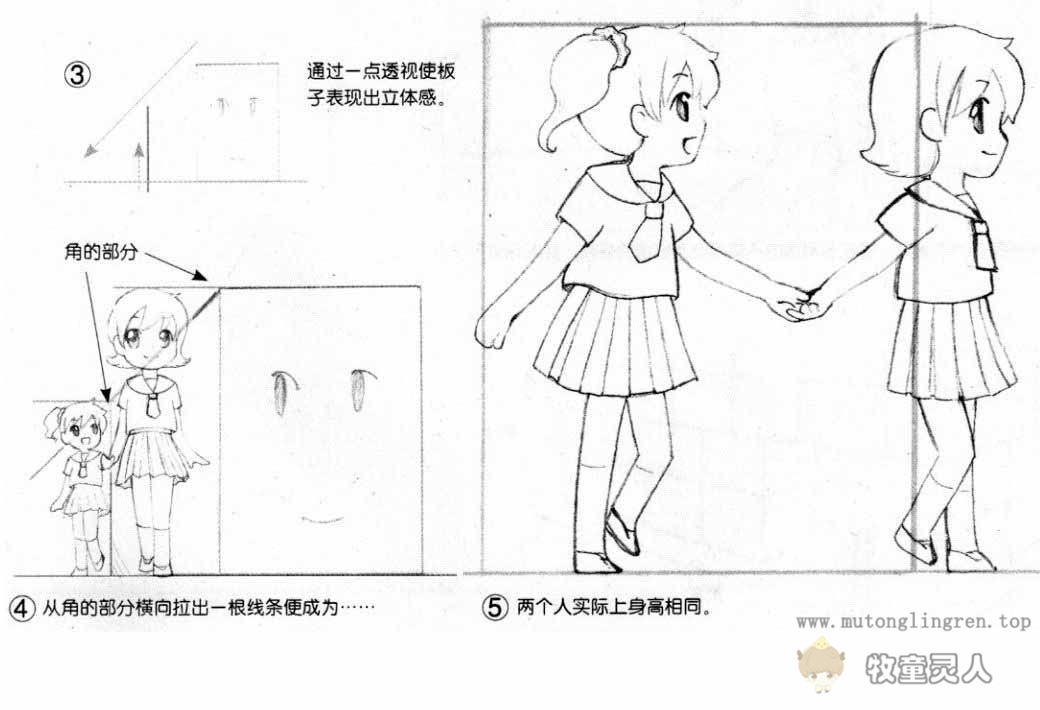 ③
通过一点透视使板
子表现出立体感。
角的部分
④ 从角的部分横向拉出一根线条便成为……
⑤ 两个人实际上身高相同。
www.mutonglingren.top
牧童灵人